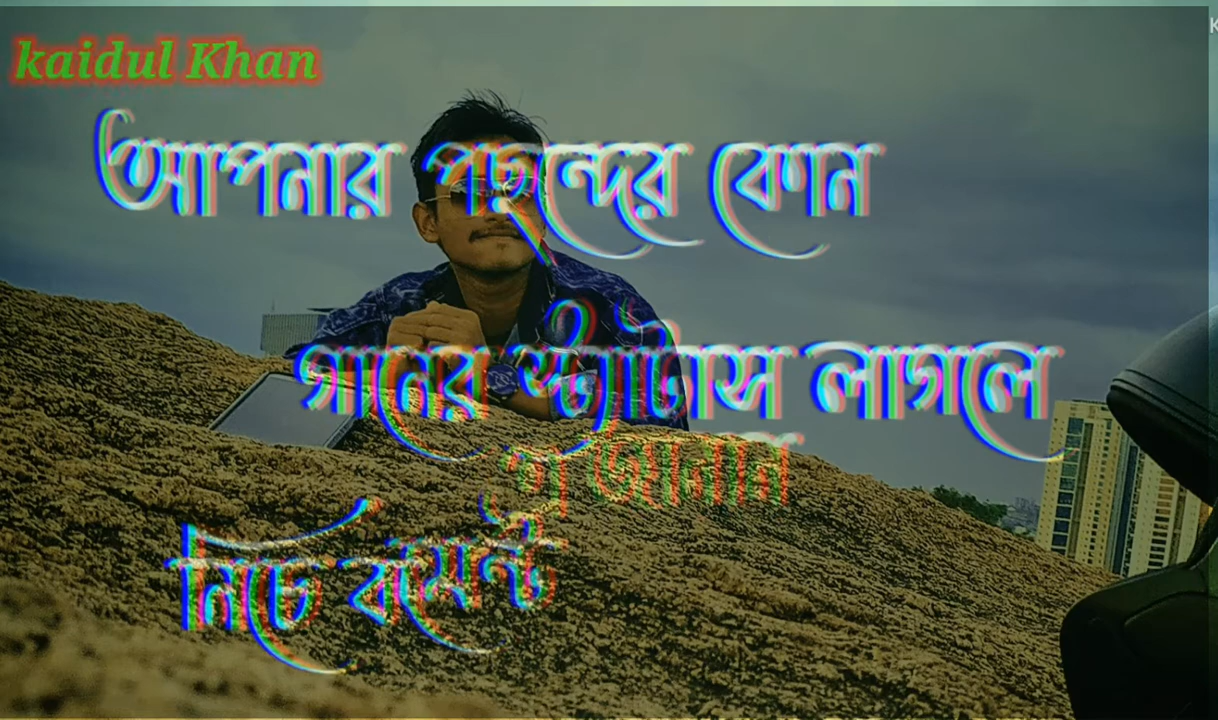 kaidul Khan
আপনার পছন্দের কোন
গানের স্ট্যাটাস লাগলে
জানান
নিচে কমেন্ট